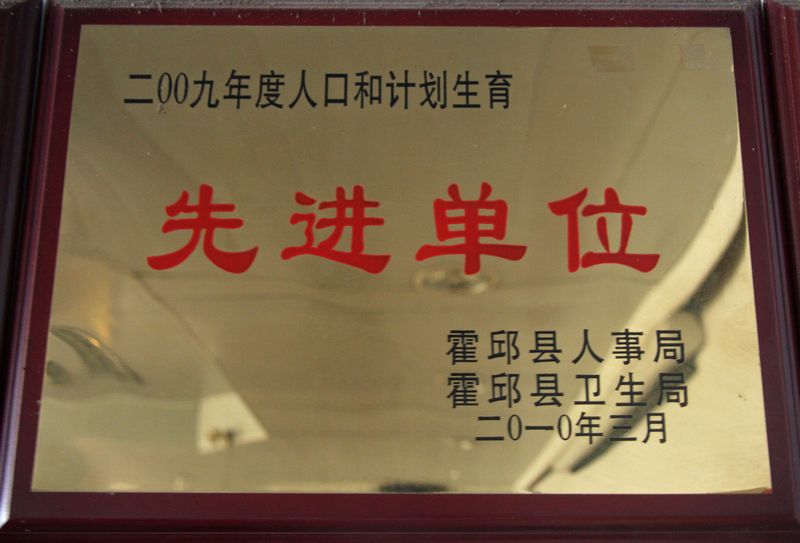 二00九年度人口和计划生育
先进单位
霍邱县人事局
霍邱县卫生局
二0一0年三月